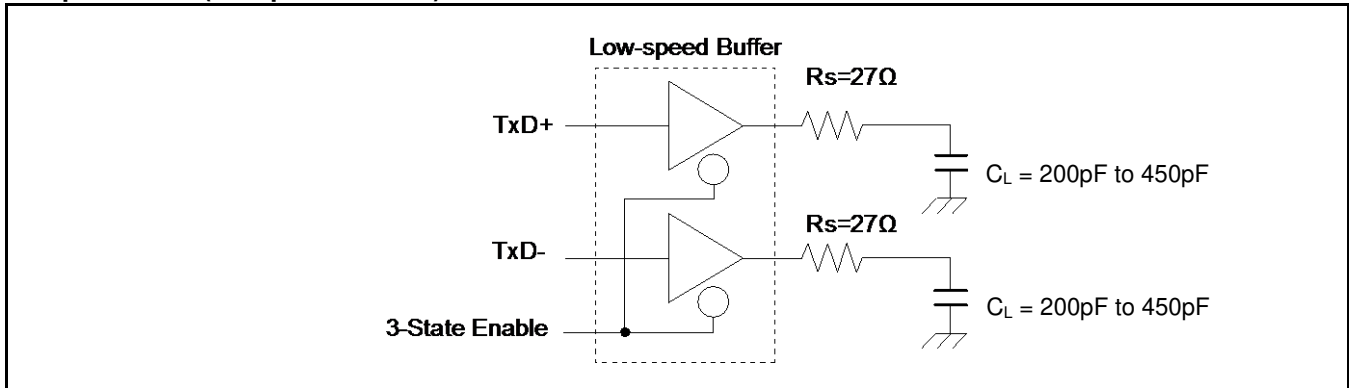 Low-speed Buffer
Rs=27Ω
TxD+
CL = 200pF to 450pF
Rs=27Ω
TxD-
CL = 200pF to 450pF
3-State Enable